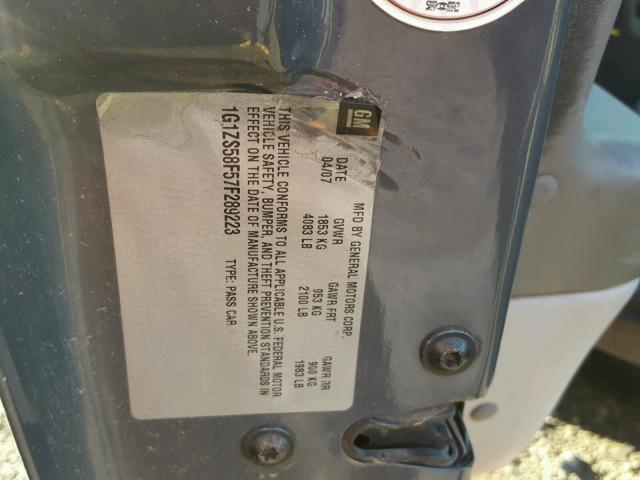 GM
MFD BY GENERAL MOTORS CORP.
DATE GVWR GAWR FRT GAWR RR
04/07 1853 KG 953 KG 900 KG
4083 LB 2100 LB 1983 LB
THIS VEHICLE CONFORMS TO ALL APPLICABLE U.S. FEDERAL MOTOR
VEHICLE SAFETY, BUMPER, AND THEFT PREVENTION STANDARDS IN
EFFECT ON THE DATE OF MANUFACTURE SHOWN ABOVE.
1G1ZS58F57F289223 TYPE: PASS CAR